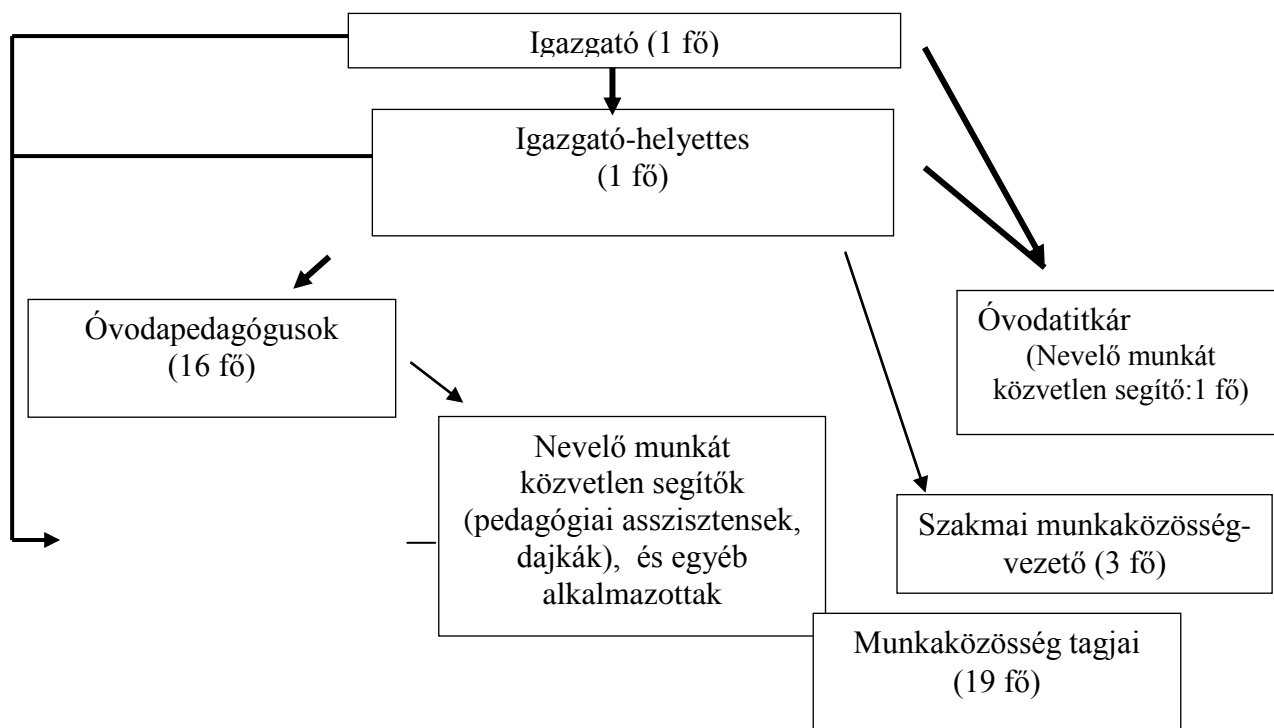 Igazgató (1 fő)
Igazgató-helyettes
(1 fő)
Óvodapedagógusok
(16 fő)
Óvodatitkár
(Nevelő munkát
közvetlen segítő:1 fő)
Nevelő munkát
közvetlen segítők
(pedagógiai asszisztensek,
dajkák), és egyéb
alkalmazottak
Szakmai munkaközösség-
vezető (3 fő)
Munkaközösség tagjai
(19 fő)